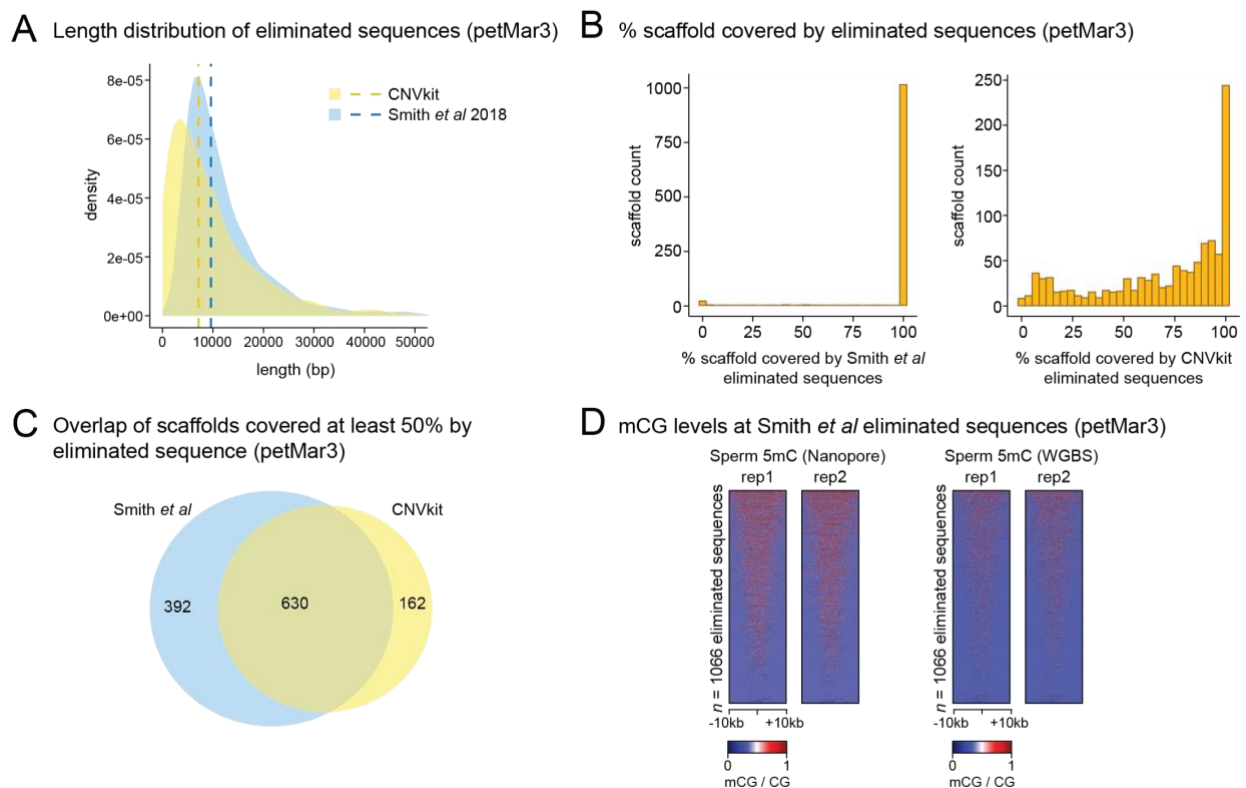 A Length distribution of eliminated sequences (petMar3)
8e-05
6e-05
4e-05
2e-05
0e+00
density
0 10000 20000 30000 40000 50000
length (bp)
CNVkit
Smith et al 2018
B % scaffold covered by eliminated sequences (petMar3)
1000
750
500
250
0
scaffold count
0 25 50 75 100
% scaffold covered by Smith et al
eliminated sequences
250
200
150
100
50
0
scaffold count
0 25 50 75 100
% scaffold covered by CNVkit
eliminated sequences
C Overlap of scaffolds covered at least 50% by
eliminated sequence (petMar3)
Smith et al
CNVkit
392 630 162
D mCG levels at Smith et al eliminated sequences (petMar3)
Sperm 5mC (Nanopore)
rep1 rep2
n = 1066 eliminated sequences
-10kb +10kb
0 1
mCG / CG
Sperm 5mC (WGBS)
rep1 rep2
n = 1066 eliminated sequences
-10kb +10kb
0 1
mCG / CG